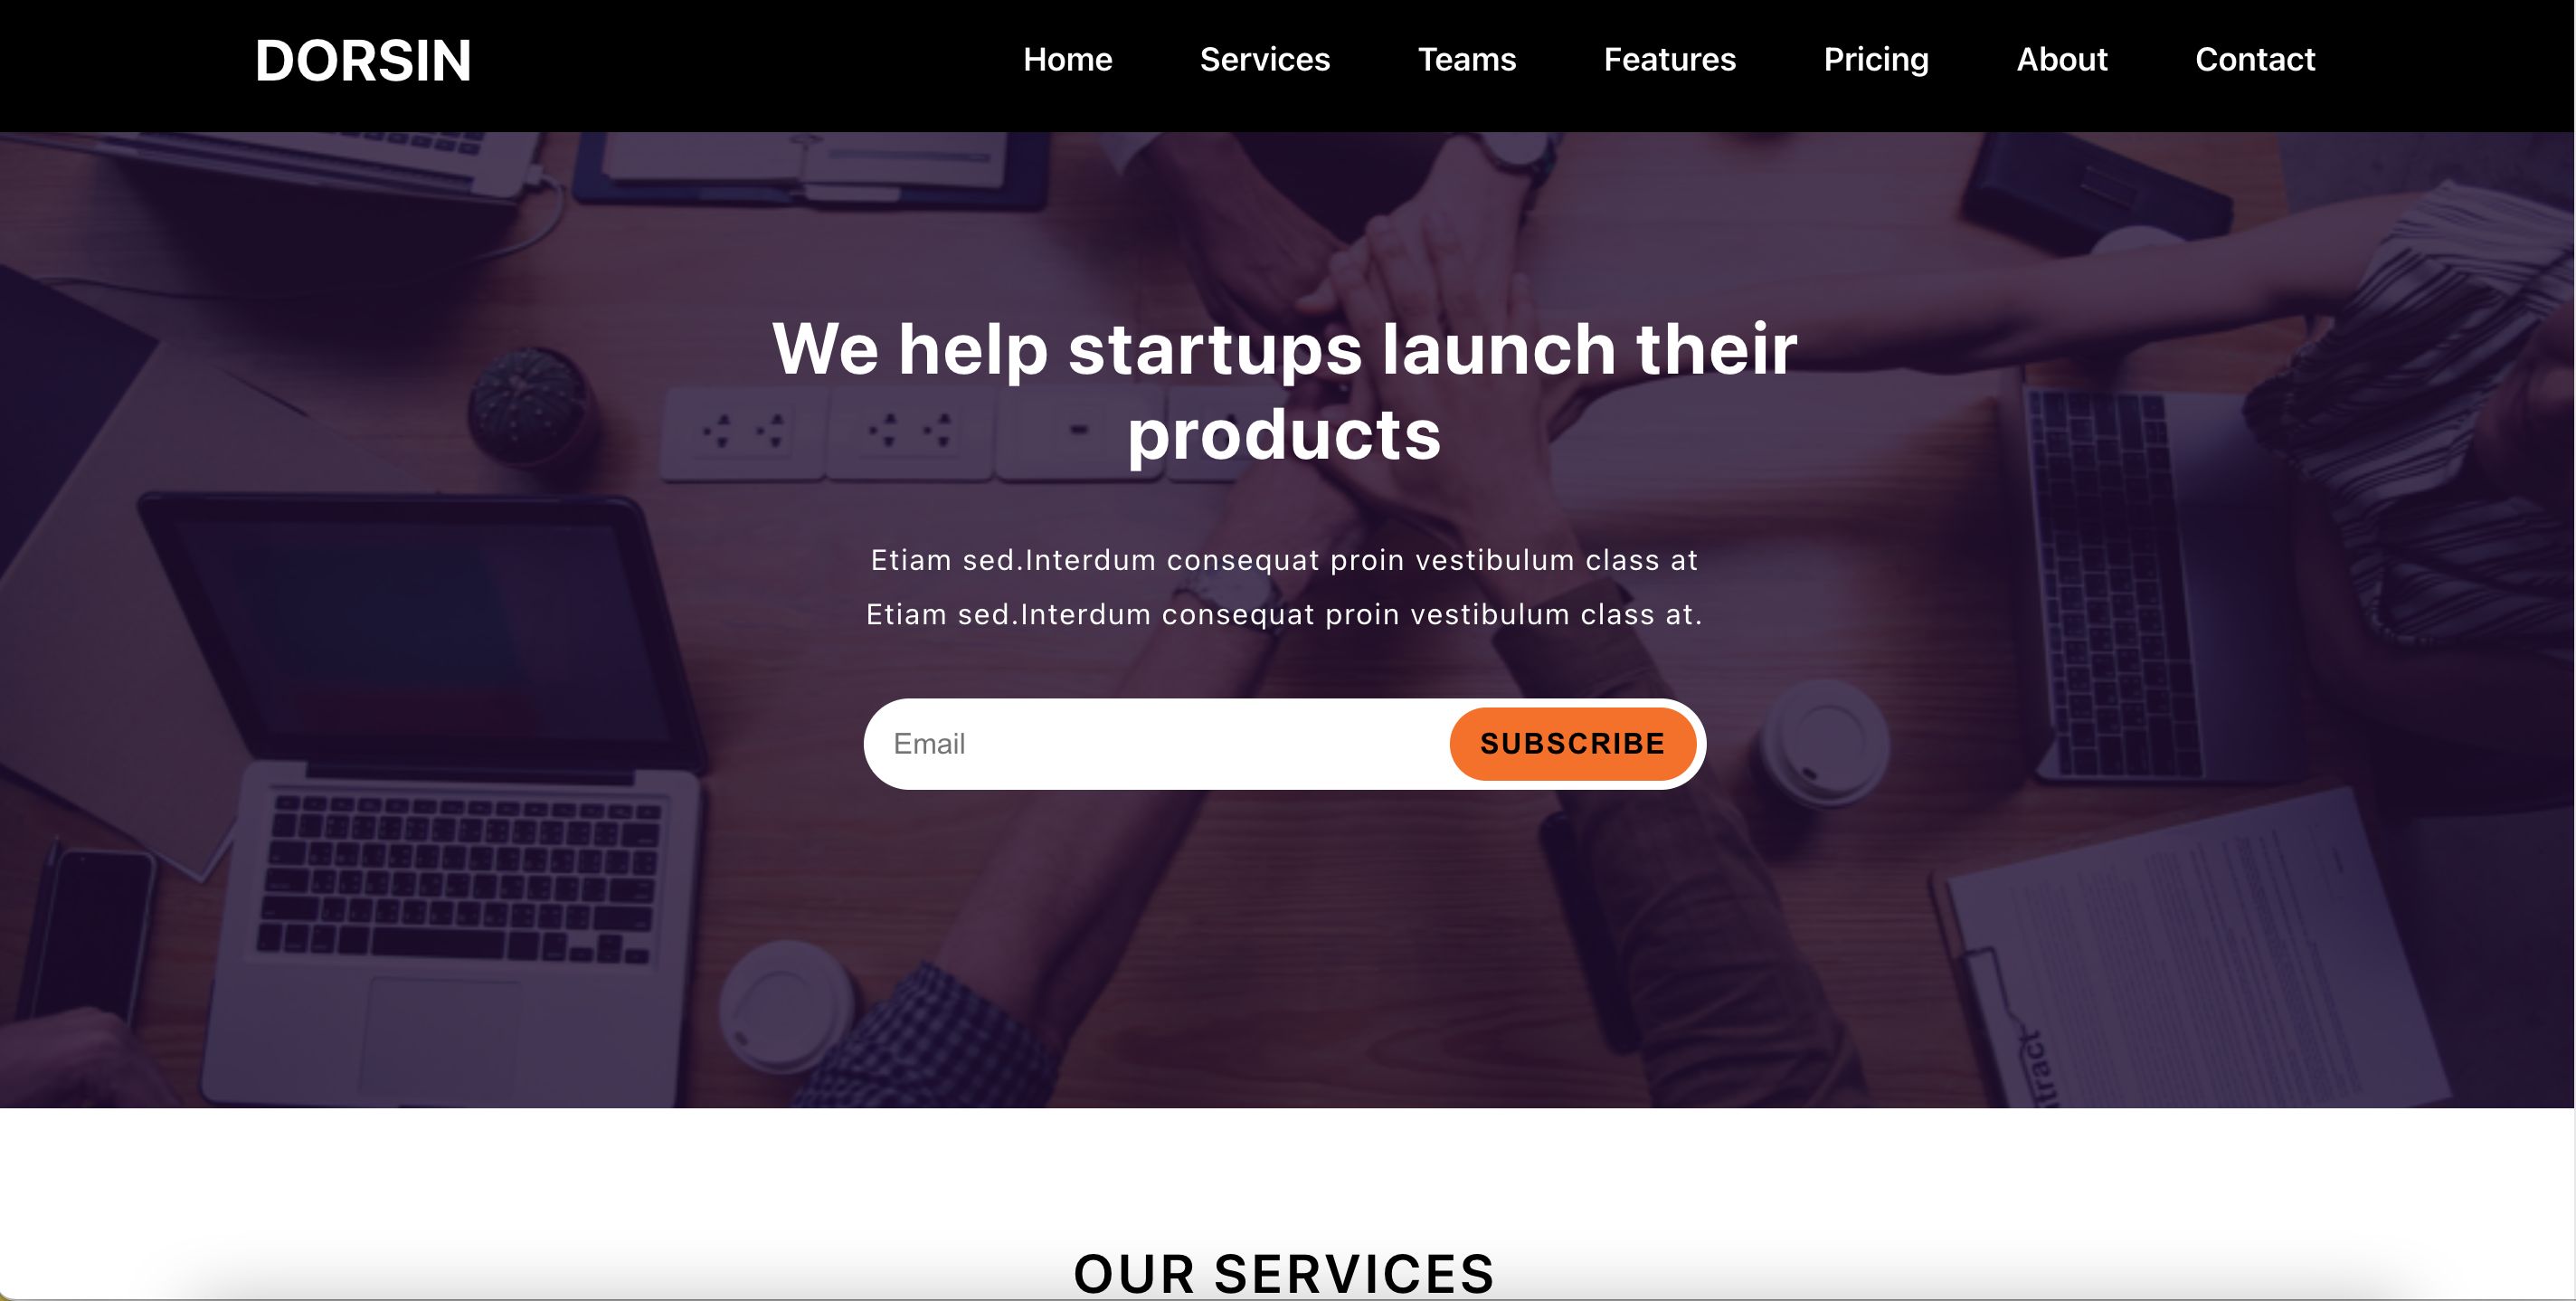 DORSIN
Home Services Teams Features Pricing About Contact
We help startups launch their
products
Etiam sed.Interdum consequat proin vestibulum class at
Etiam sed.Interdum consequat proin vestibulum class at.
Email
SUBSCRIBE
OUR SERVICES